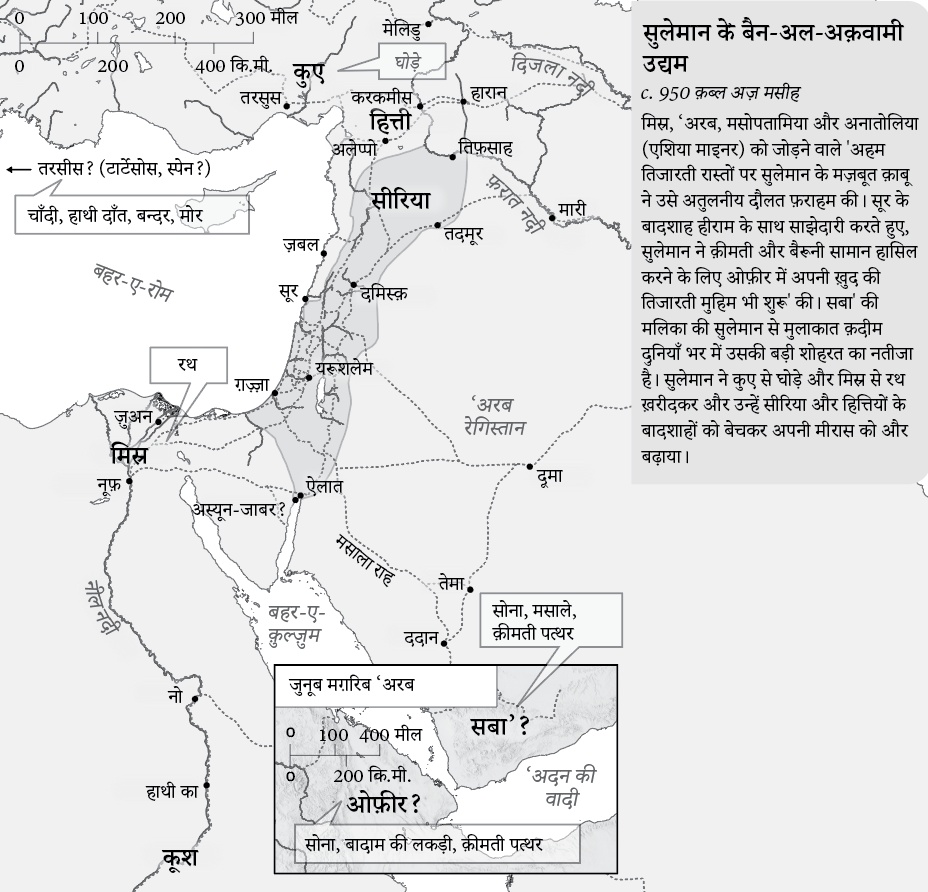 0 100 200 300 मील
0 200 400 कि.मी.
मेलिडु
कुए
घोड़े
दिजला नदी
तरसुस
करकमीस
हारान
हित्ती
अलेप्पो
तिफ़साह
तरसीस? (टार्टेसोस, स्पेन?)
चाँदी, हाथी दाँत, बन्दर, मोर
सीरिया
फ़रात नदी
मारी
तदमूर
ज़बल
बहर-ए-रोम
सूर
दमिस्क़
रथ
यरूशलेम
ग़ज़्ज़ा
ज़ुअन
‘अरब
रेगिस्तान
मिस्र
नूफ़
ऐलात
दूमा
अस्यून-जाबर?
मसाला राह
तेमा
नील नदी
बहर-ए-
क़ुल्ज़ुम
सोना, मसाले,
क़ीमती पत्थर
ददान
जुनूब मग़रिब ‘अरब
नो
सबा’?
0 100 400 मील
0 200 कि.मी.
‘अदन की
वादी
हाथी का
ओफ़ीर?
सोना, बादाम की लकड़ी, क़ीमती पत्थर
कूश
सुलेमान के बैन-अल-अक़वामी
उद्यम
c. 950 क़ब्ल अज़ मसीह
मिस्र, ‘अरब, मसोपतामिया और अनातोलिया
(एशिया माइनर) को जोड़ने वाले 'अहम
तिजारती रास्तों पर सुलेमान के मज़बूत क़ाबू
ने उसे अतुलनीय दौलत फ़राहम की। सूर के
बादशाह हीराम के साथ साझेदारी करते हुए,
सुलेमान ने क़ीमती और बैरूनी सामान हासिल
करने के लिए ओफ़ीर में अपनी ख़ुद की
तिजारती मुहिम भी शुरू' की। सबा' की
मलिका की सुलेमान से मुलाकात क़दीम
दुनियाँ भर में उसकी बड़ी शोहरत का नतीजा
है। सुलेमान ने कुए से घोड़े और मिस्र से रथ
ख़रीदकर और उन्हें सीरिया और हित्तियों के
बादशाहों को बेचकर अपनी मीरास को और
बढ़ाया।